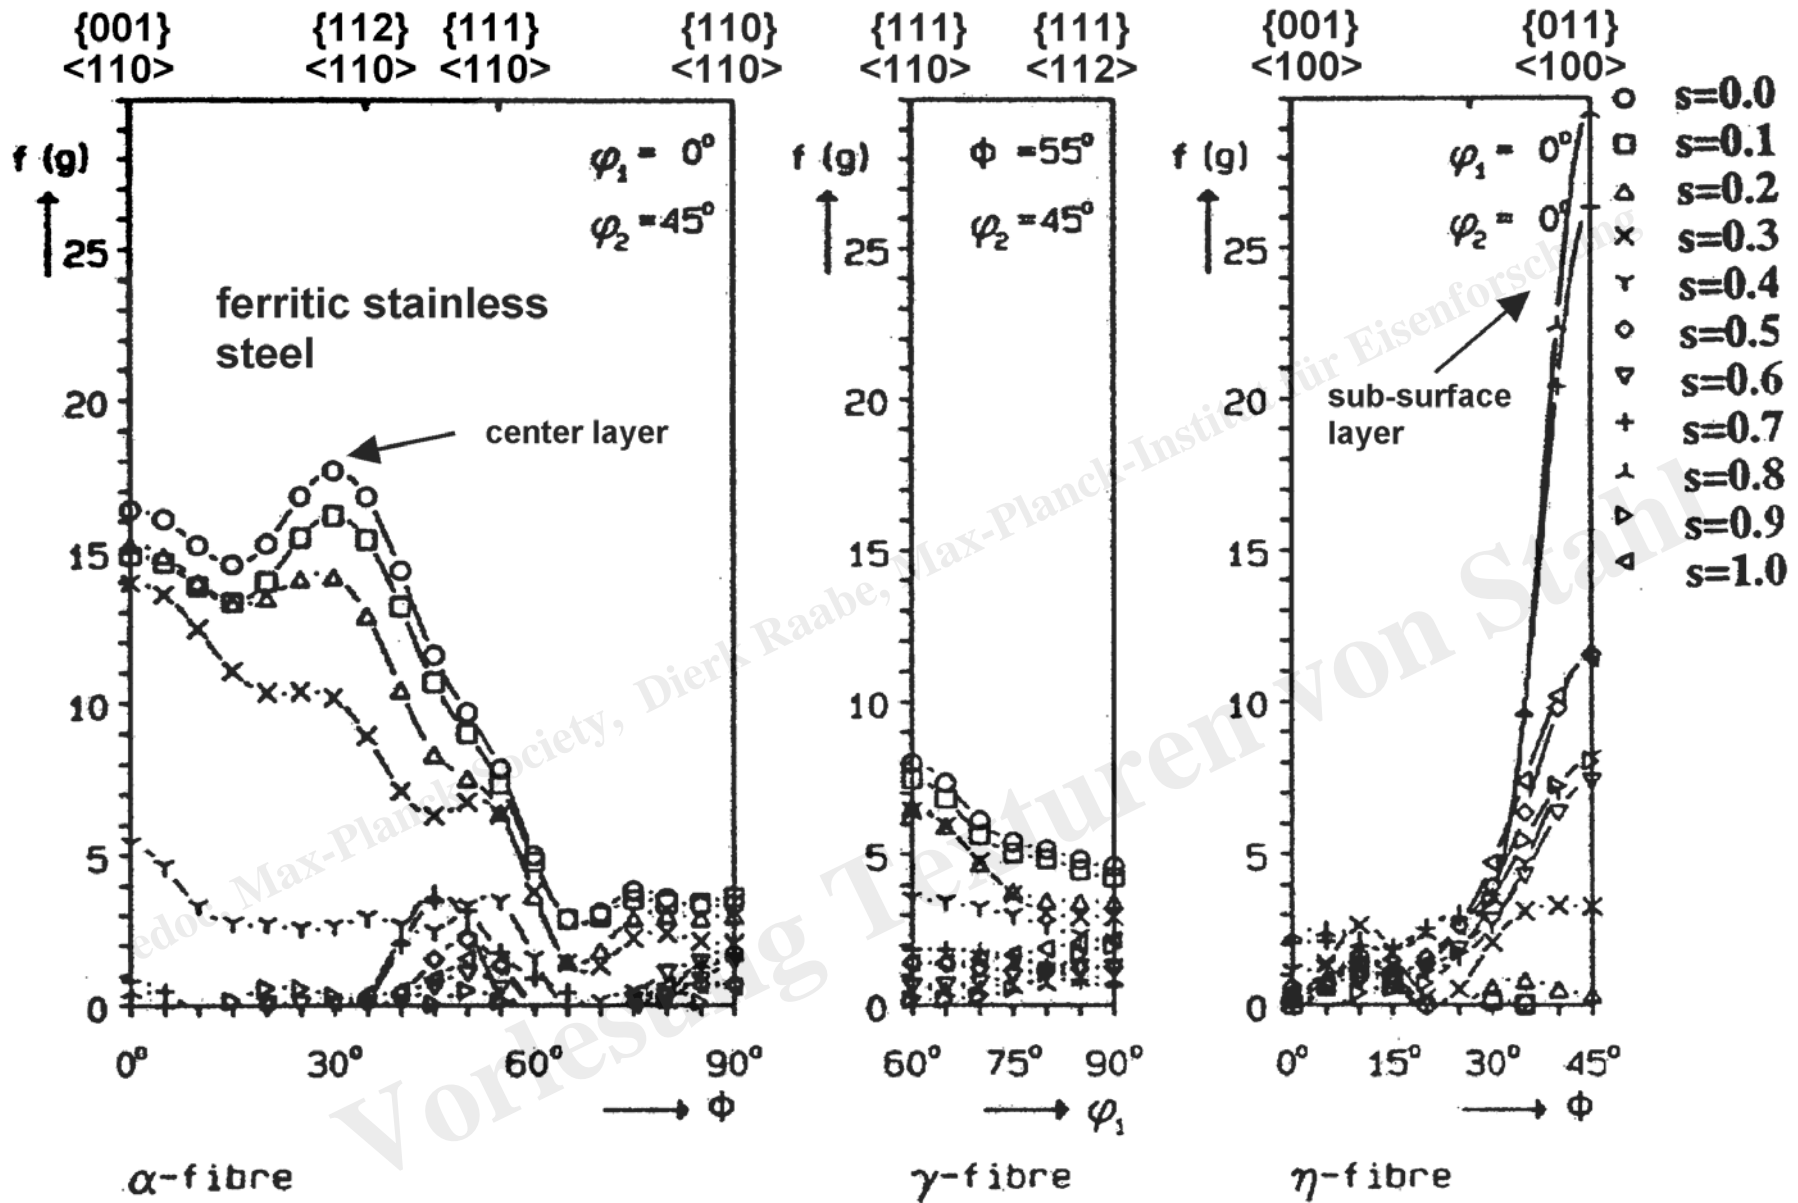 {001} {112} {111} {110}
<110> <110> <110> <110>
{111} {111}
<110> <112>
{001} {011}
<100> <100>
f (g)
φ₁ = 0°
φ₂ = 45°
25
20
15
10
5
0
ferritic stainless
steel
center layer
0° 30° 60° 90°
Φ
α-fibre
f (g)
Φ = 55°
φ₂ = 45°
25
20
15
10
5
0
60° 75° 90°
φ₁
γ-fibre
f (g)
φ₁ = 0°
φ₂ = 0°
25
20
15
10
5
0
sub-surface
layer
0° 15° 30° 45°
Φ
η-fibre
s=0.0
s=0.1
s=0.2
s=0.3
s=0.4
s=0.5
s=0.6
s=0.7
s=0.8
s=0.9
s=1.0
Max-Planck-Society, Dierk Raabe, Max-Planck-Institut für Eisenforschung
Vorlesung Texturen von Stahl